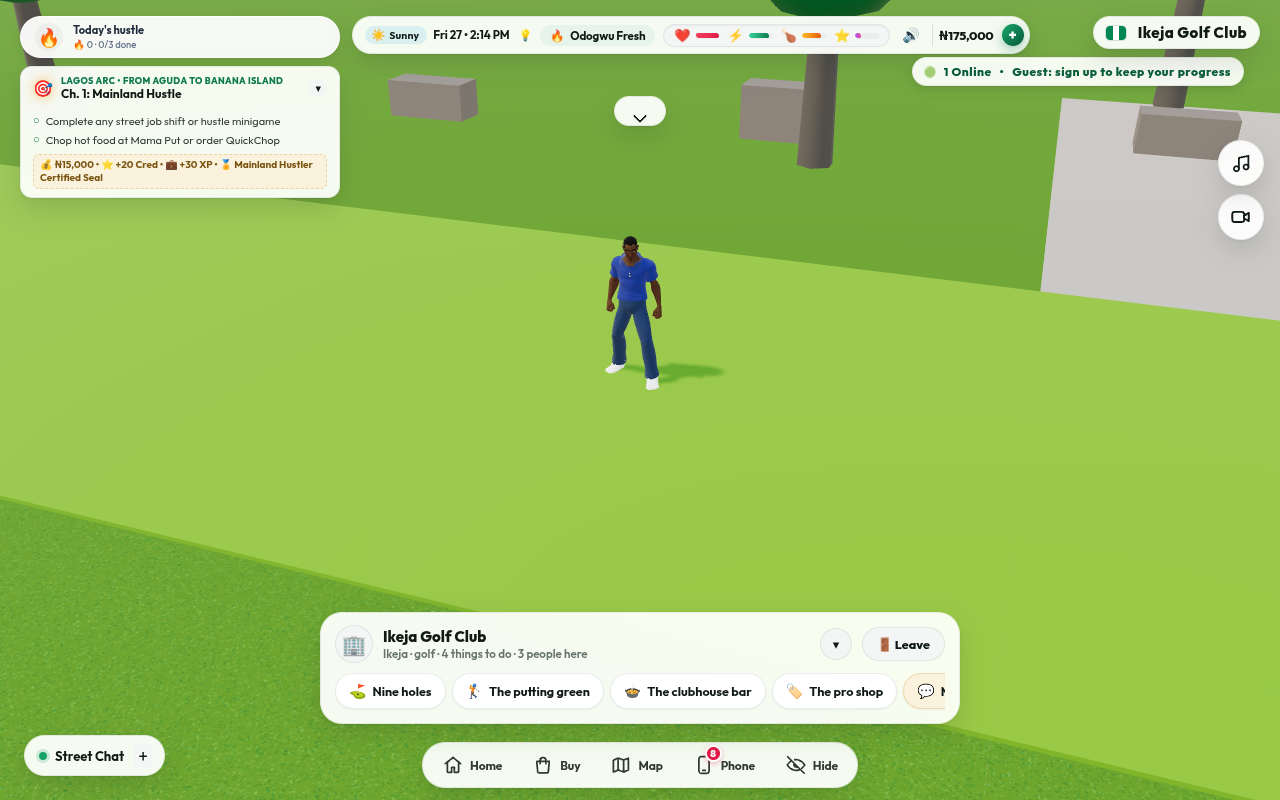 Today's hustle
🔥 0 · 0/3 done
Sunny
Fri 27 • 2:14 PM
Odogwu Fresh
₦175,000
+
Ikeja Golf Club
1 Online • Guest: sign up to keep your progress
LAGOS ARC • FROM AGUDA TO BANANA ISLAND
Ch. 1: Mainland Hustle
Complete any street job shift or hustle minigame
Chop hot food at Mama Put or order QuickChop
💰 ₦15,000 • ⭐ +20 Cred • 💼 +30 XP • 🏅 Mainland Hustler
Certified Seal
Ikeja Golf Club
Ikeja · golf · 4 things to do · 3 people here
Leave
Nine holes
The putting green
The clubhouse bar
The pro shop
Street Chat +
Home
Buy
Map
8
Phone
Hide